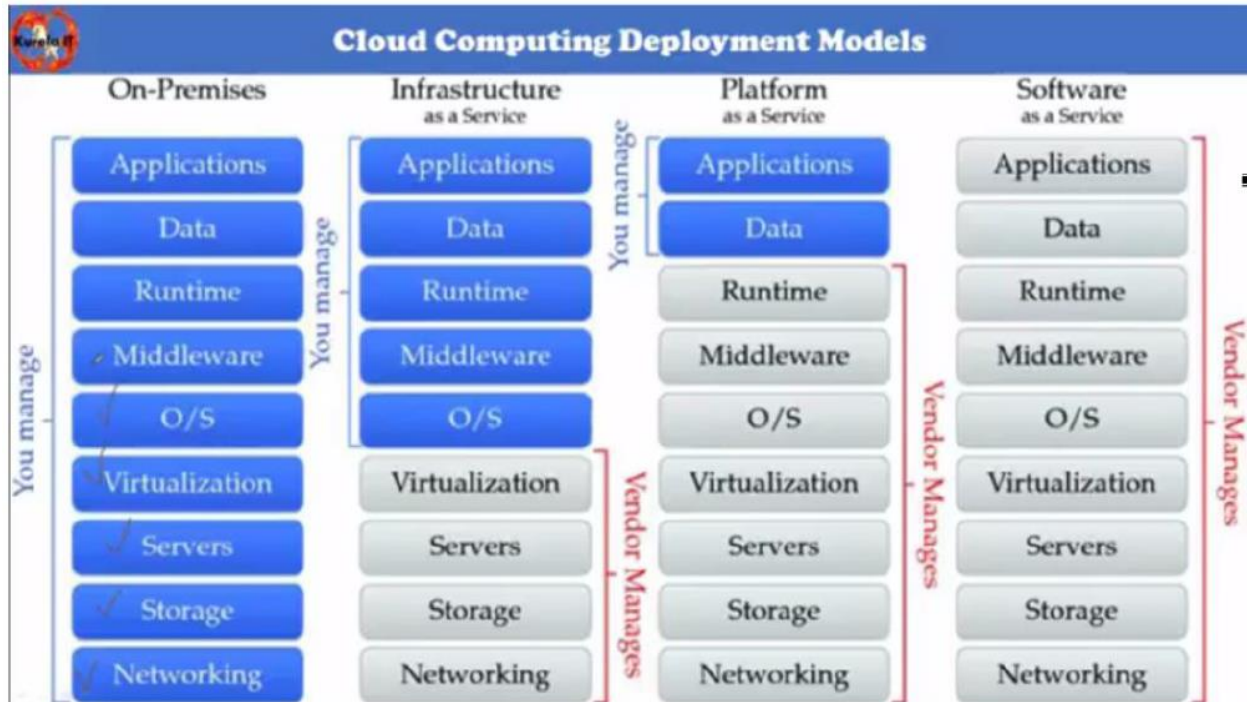 Kurela IT
Cloud Computing Deployment Models
On-Premises
You manage
Applications
Data
Runtime
Middleware
O/S
Virtualization
Servers
Storage
Networking
Infrastructure
as a Service
You manage
Applications
Data
Runtime
Middleware
O/S
Virtualization
Servers
Storage
Networking
Vendor Manages
Platform
as a Service
You manage
Applications
Data
Runtime
Middleware
O/S
Virtualization
Servers
Storage
Networking
Vendor Manages
Software
as a Service
Applications
Data
Runtime
Middleware
O/S
Virtualization
Servers
Storage
Networking
Vendor Manages